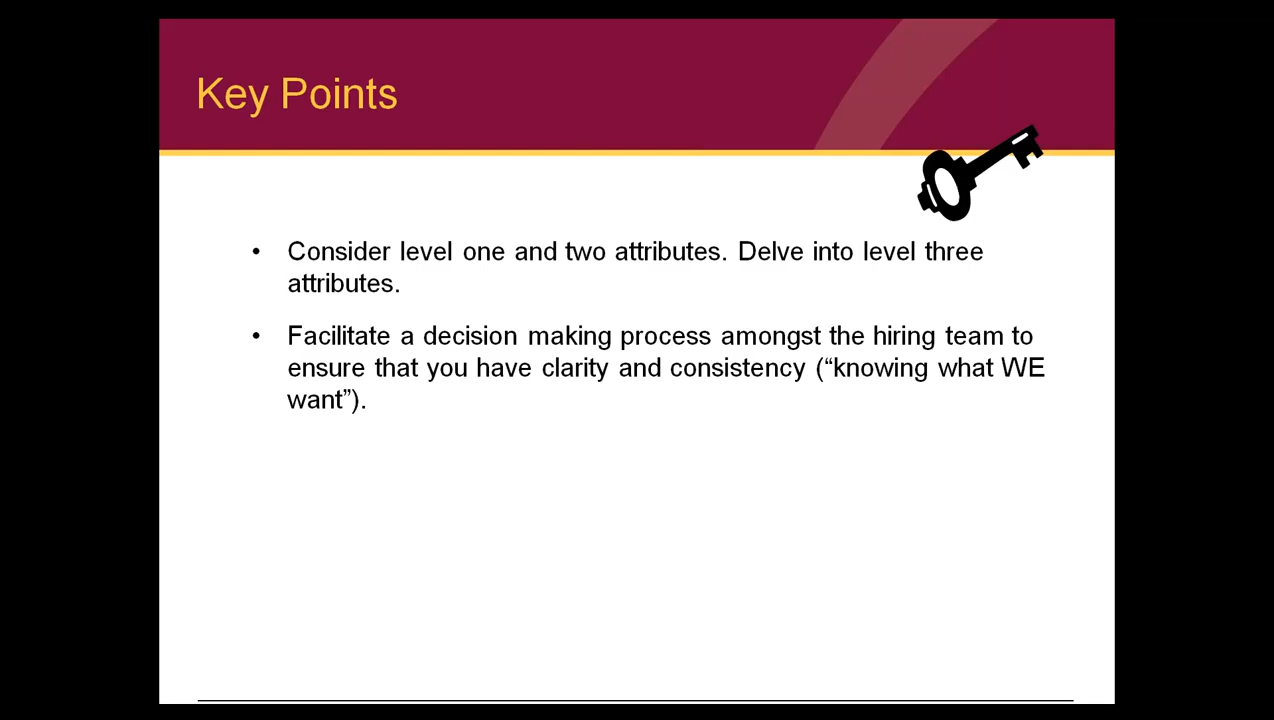 Key Points
• Consider level one and two attributes. Delve into level three
attributes.
• Facilitate a decision making process amongst the hiring team to
ensure that you have clarity and consistency (“knowing what WE
want”).